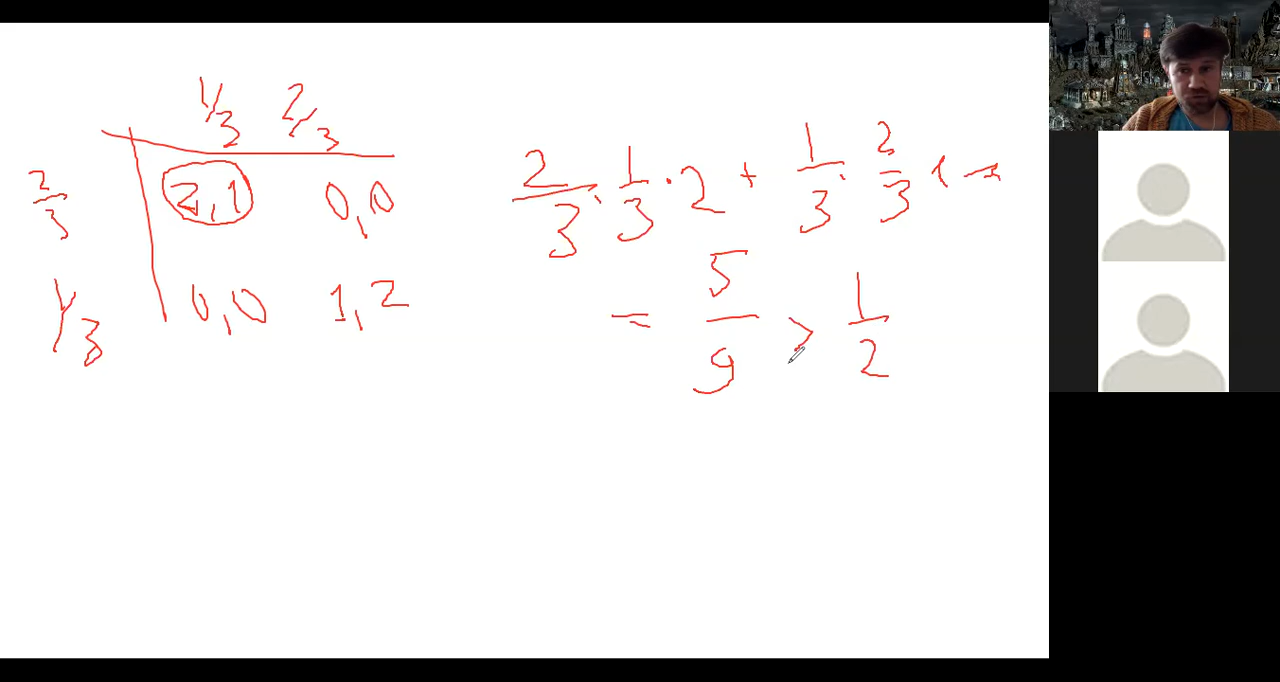 1/3 2/3
2/3 2,1 0,0
1/3 0,0 1,2
2/3 · 1/3 · 2 + 1/3 · 2/3
= 5/9 > 1/2